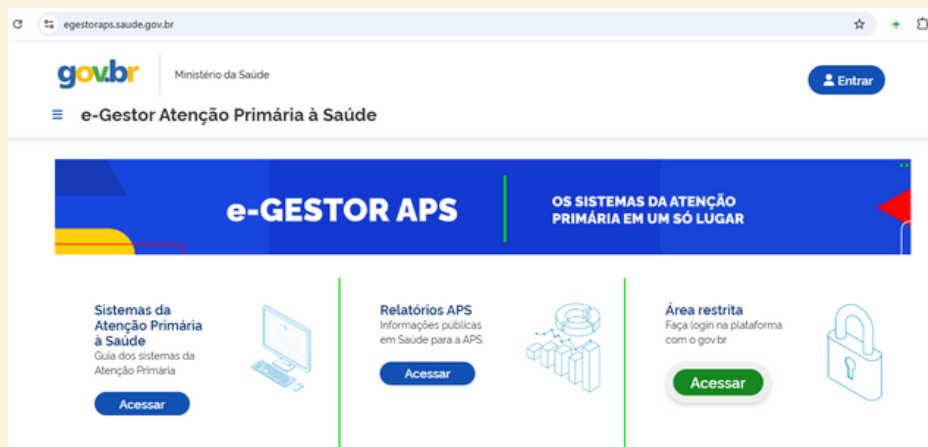 egestoraps.saude.gov.br
gov.br
Ministério da Saúde
Entrar
e-Gestor Atenção Primária à Saúde
e-GESTOR APS
OS SISTEMAS DA ATENÇÃO
PRIMÁRIA EM UM SÓ LUGAR
Sistemas da
Atenção Primária
à Saúde
Guia dos sistemas da
Atenção Primária
Acessar
Relatórios APS
Informações públicas
em Saúde para a APS
Acessar
Área restrita
Faça login na plataforma
com o gov.br
Acessar